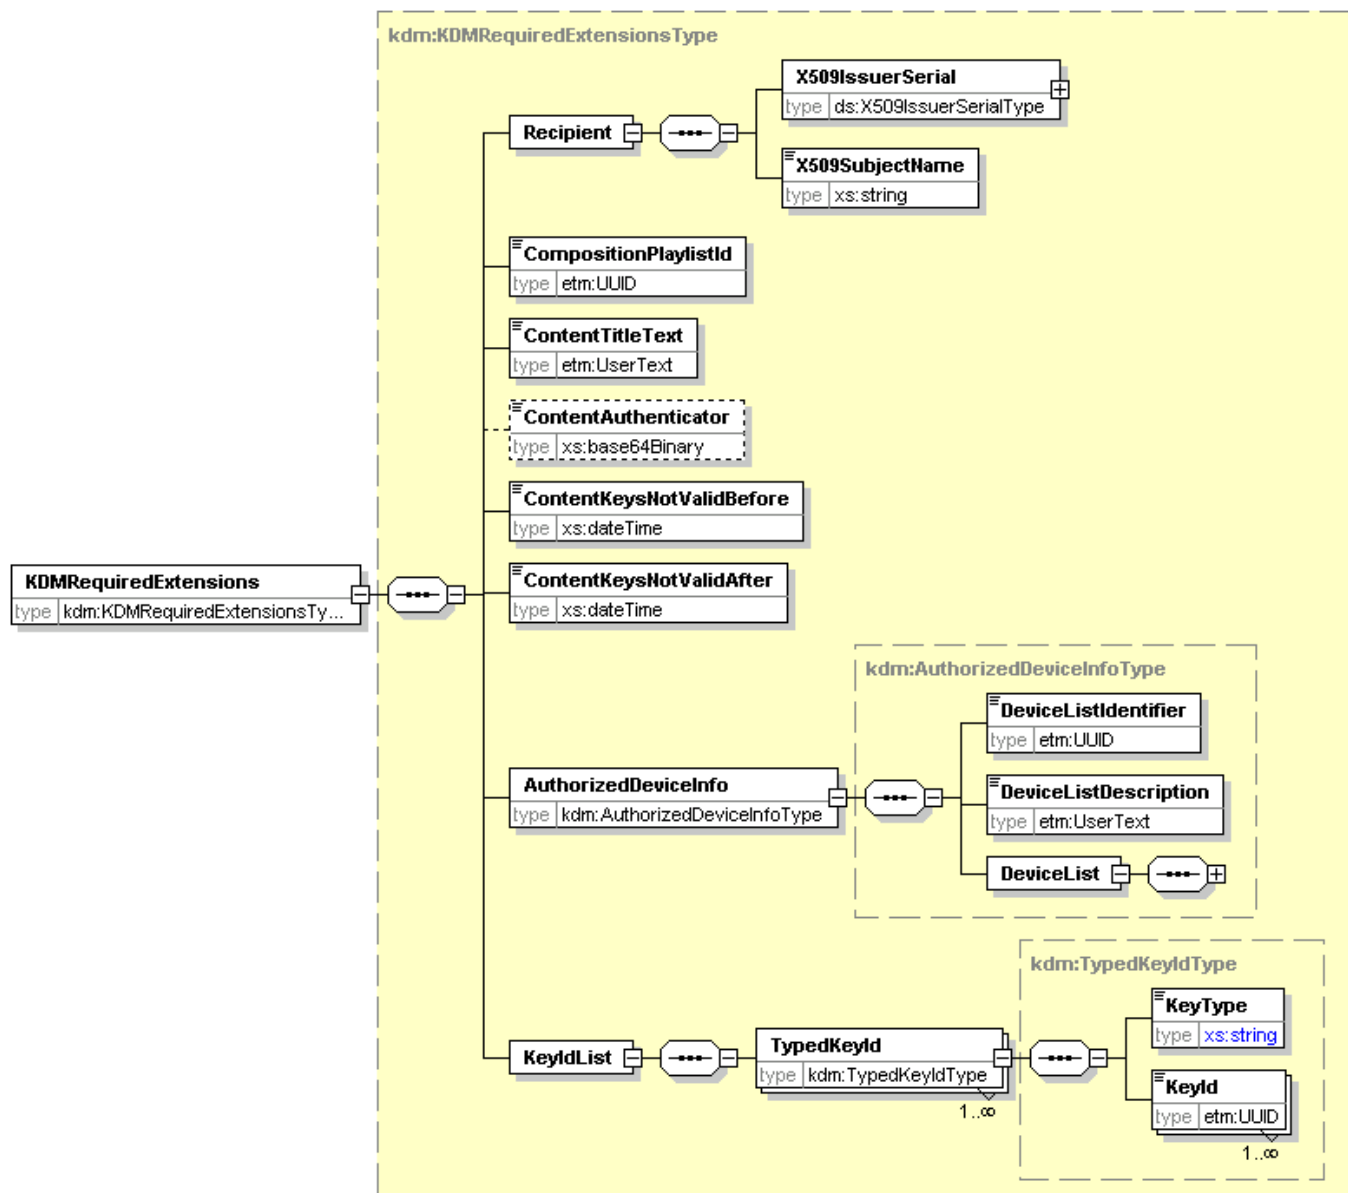 kdm:KDMRequiredExtensionsType
X509IssuerSerial
type ds:X509IssuerSerialType
Recipient
X509SubjectName
type xs:string
CompositionPlaylistId
type etm:UUID
ContentTitleText
type etm:UserText
ContentAuthenticator
type xs:base64Binary
ContentKeysNotValidBefore
type xs:dateTime
KDMRequiredExtensions
type kdm:KDMRequiredExtensionsTy...
ContentKeysNotValidAfter
type xs:dateTime
kdm:AuthorizedDeviceInfoType
DeviceListIdentifier
type etm:UUID
AuthorizedDeviceInfo
type kdm:AuthorizedDeviceInfoType
DeviceListDescription
type etm:UserText
DeviceList
kdm:TypedKeyIdType
KeyType
type xs:string
KeyIdList
TypedKeyId
type kdm:TypedKeyIdType
1..∞
KeyId
type etm:UUID
1..∞